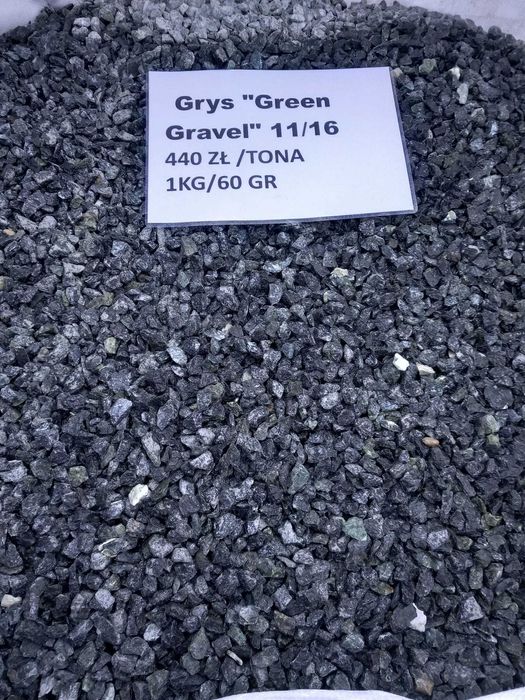 Grys "Green
Gravel" 11/16
440 ZŁ /TONA
1KG/60 GR